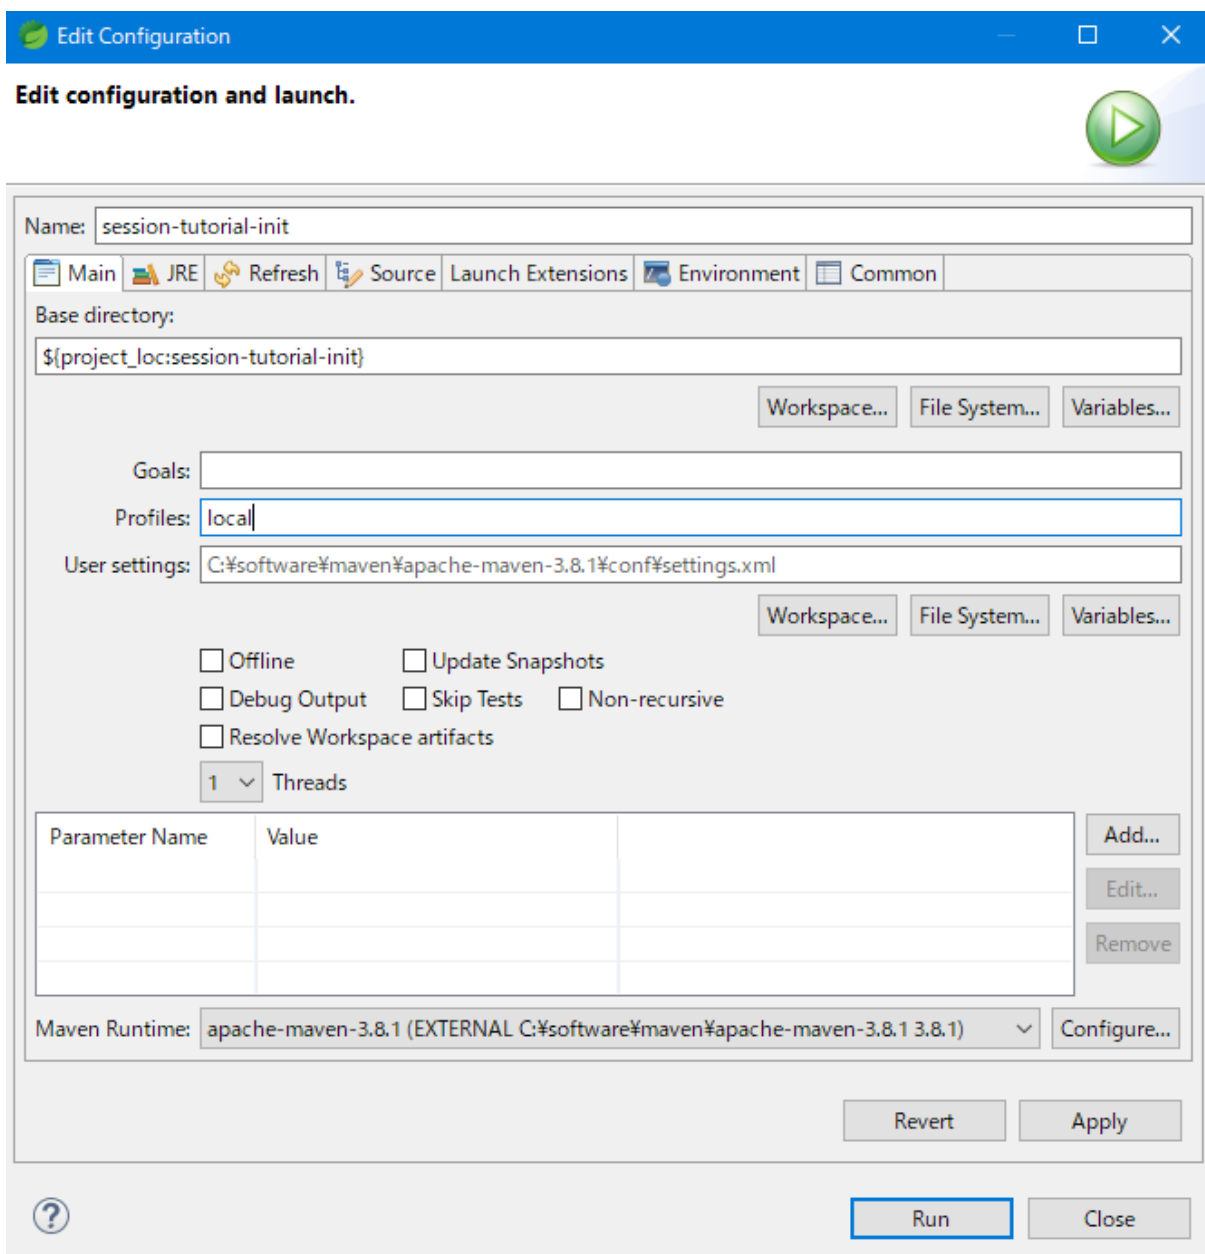 Edit Configuration
Edit configuration and launch.
Name: session-tutorial-init
Main JRE Refresh Source Launch Extensions Environment Common
Base directory:
${project_loc:session-tutorial-init}
Workspace... File System... Variables...
Goals:
Profiles: local
User settings: C:¥software¥maven¥apache-maven-3.8.1¥conf¥settings.xml
Workspace... File System... Variables...
Offline Update Snapshots
Debug Output Skip Tests Non-recursive
Resolve Workspace artifacts
1 Threads
Parameter Name Value Add...
Edit...
Remove
Maven Runtime: apache-maven-3.8.1 (EXTERNAL C:¥software¥maven¥apache-maven-3.8.1 3.8.1) Configure...
Revert Apply
? Run Close